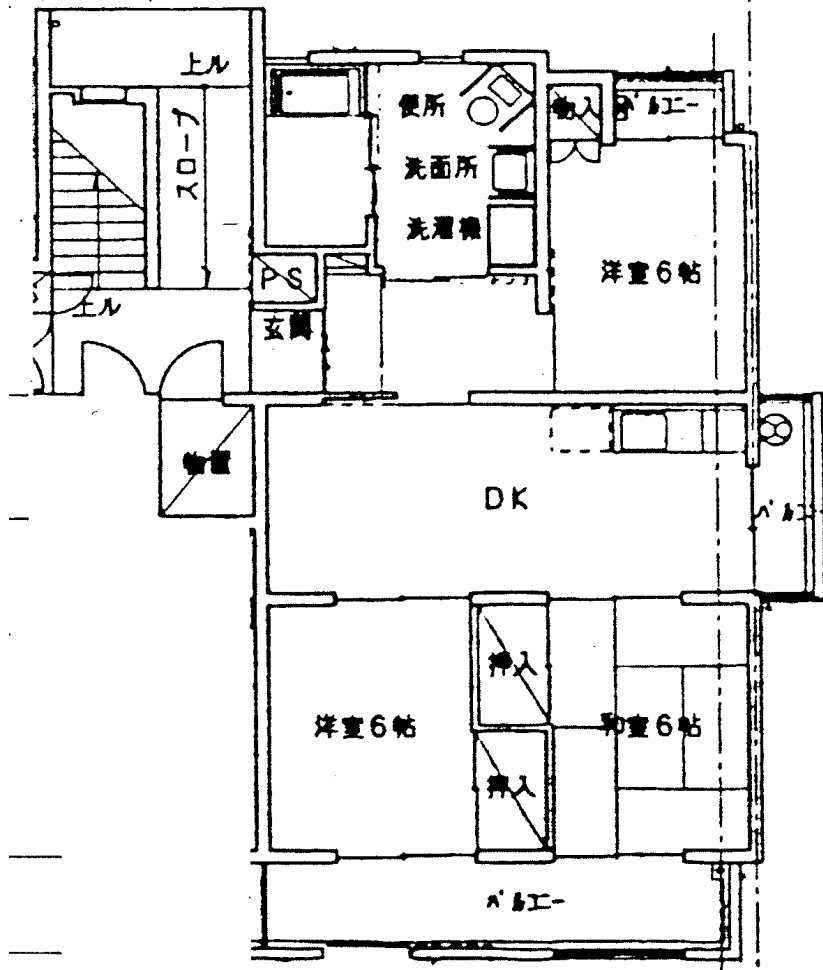 上ル
スロープ
上ル
便所
洗面所
洗濯機
物入
バルコニー
洋室6帖
PS
玄関
物置
DK
バルコニー
押入
洋室6帖
和室6帖
押入
バルコニー